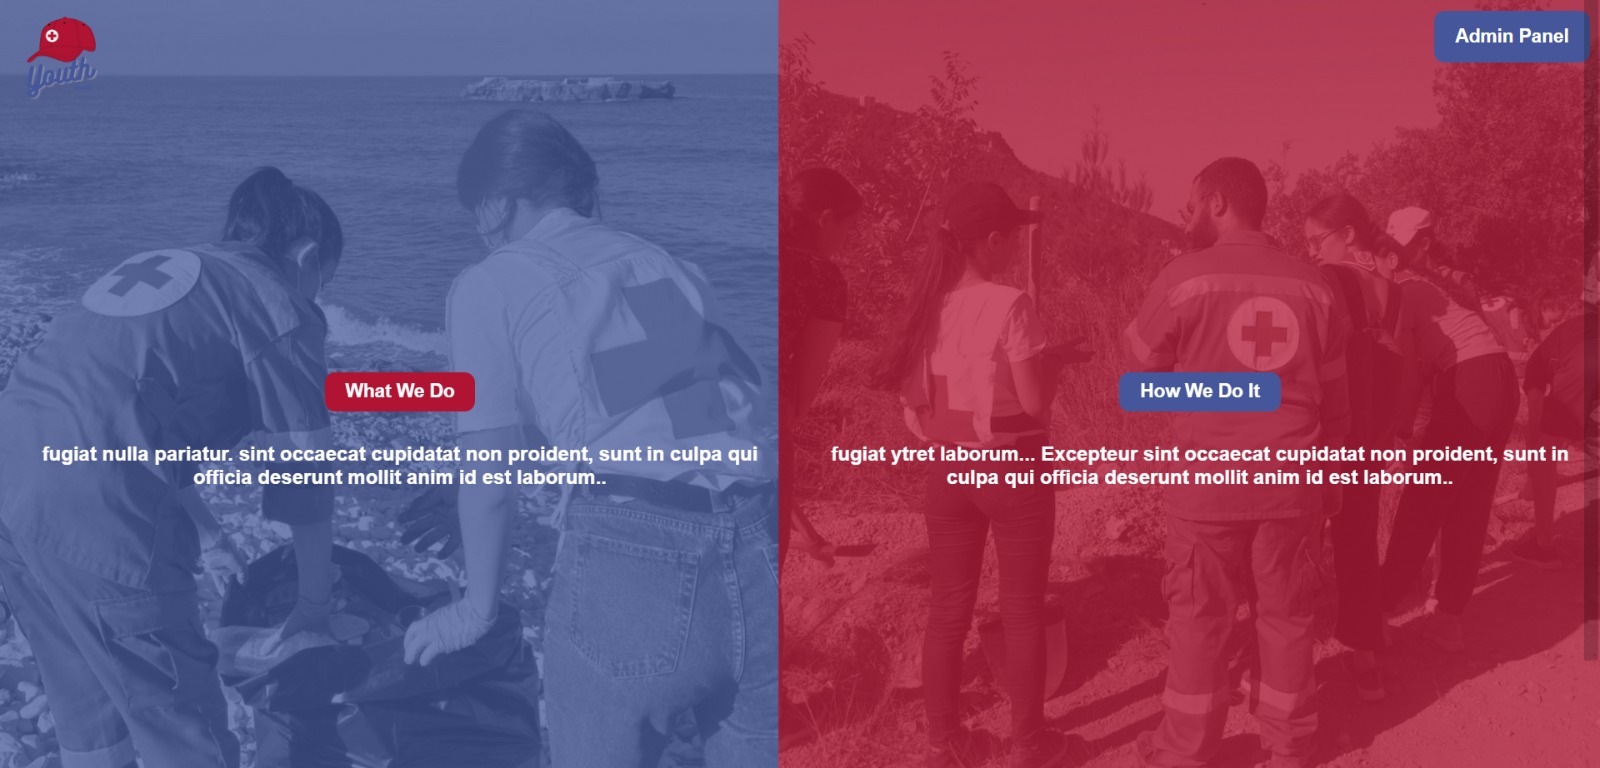 Youth
Admin Panel
What We Do
How We Do It
fugiat nulla pariatur. sint occaecat cupidatat non proident, sunt in culpa qui
officia deserunt mollit anim id est laborum..
fugiat ytret laborum... Excepteur sint occaecat cupidatat non proident, sunt in
culpa qui officia deserunt mollit anim id est laborum..